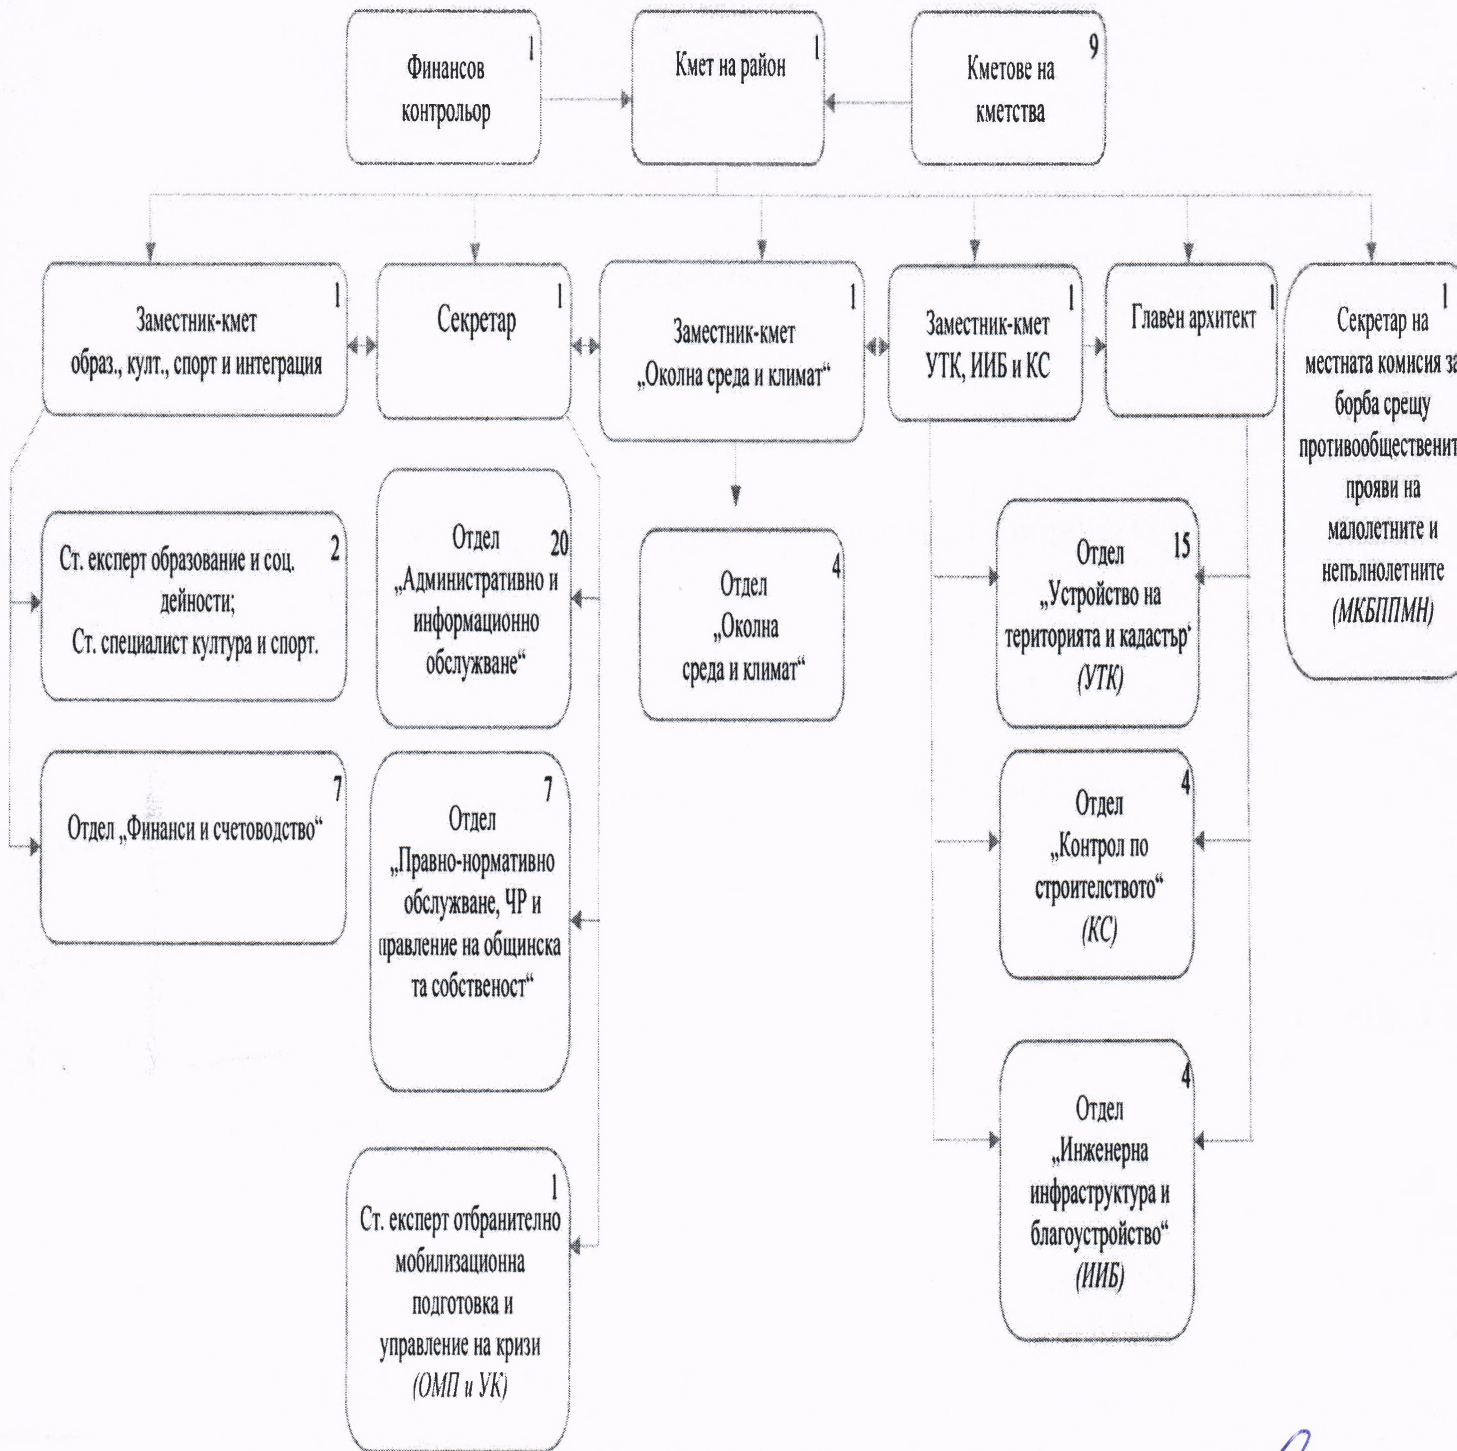 1
Финансов
контрольор
1
Кмет на район
9
Кметове на
кметства
1
Заместник-кмет
образ., култ., спорт и интеграция
1
Секретар
1
Заместник-кмет
„Околна среда и климат“
1
Заместник-кмет
УТК, ИИБ и КС
1
Главен архитект
1
Секретар на
местната комисия за
борба срещу
противообществени
прояви на
малолетните и
непълнолетните
(МКБППМН)
2
Ст. експерт образование и соц.
дейности;
Ст. специалист култура и спорт.
7
Отдел „Финанси и счетоводство“
Отдел
20
„Административно и
информационно
обслужване“
7
Отдел
„Правно-нормативно
обслужване, ЧР и
правление на общинска
та собственост“
1
Ст. експерт отбранително
мобилизационна
подготовка и
управление на кризи
(ОМП и УК)
4
Отдел
„Околна
среда и климат“
15
Отдел
„Устройство на
територията и кадастър“
(УТК)
4
Отдел
„Контрол по
строителството“
(КС)
4
Отдел
„Инженерна
инфраструктура и
благоустройство“
(ИИБ)